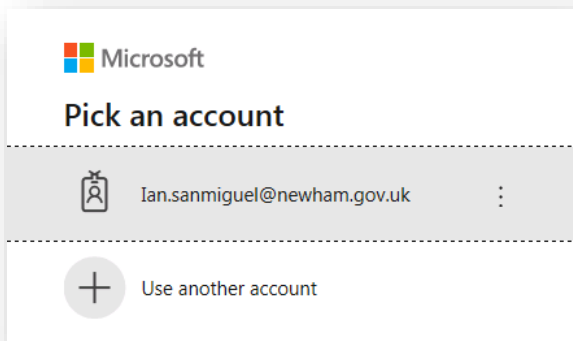 Microsoft
Pick an account
Ian.sanmiguel@newham.gov.uk
Use another account